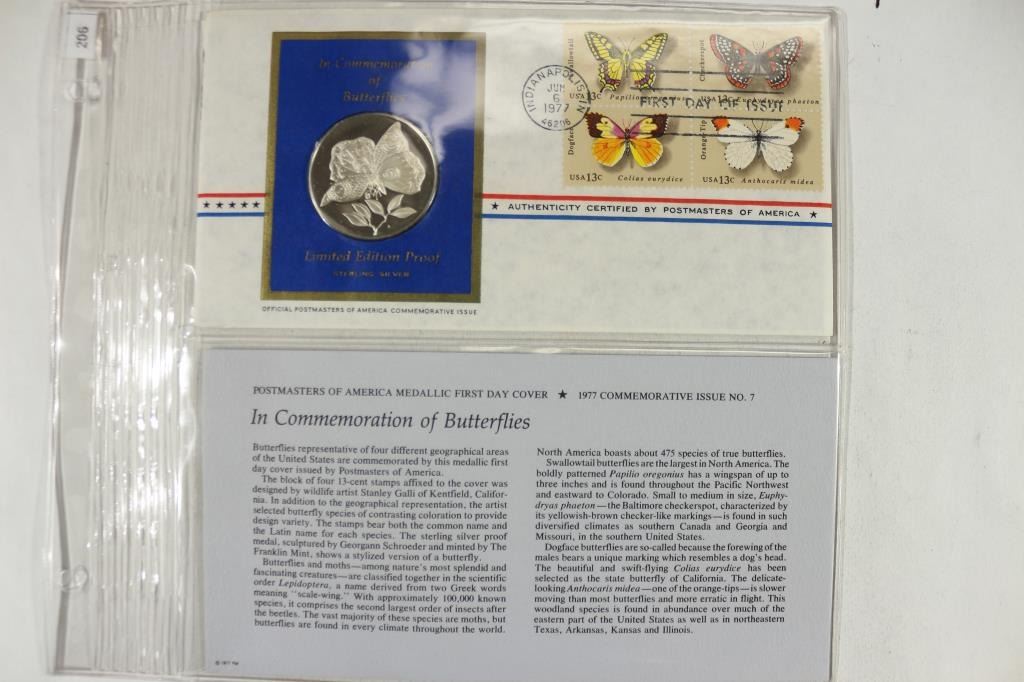 206
In Commemoration
of
Butterflies
Limited Edition Proof
STERLING SILVER
OFFICIAL POSTMASTERS OF AMERICA COMMEMORATIVE ISSUE
INDIANAPOLIS, IN
JUN
6
1977
46206
FIRST DAY OF ISSUE
Swallowtail
USA 13c Papilio oregonius
Checkerspot
USA 13c Euphydryas phaeton
Dogface
USA 13c Colias eurydice
Orange-Tip
USA 13c Anthocaris midea
★★★★★ ★ AUTHENTICITY CERTIFIED BY POSTMASTERS OF AMERICA ★
POSTMASTERS OF AMERICA MEDALLIC FIRST DAY COVER ★ 1977 COMMEMORATIVE ISSUE NO. 7
In Commemoration of Butterflies
Butterflies representative of four different geographical areas
of the United States are commemorated by this medallic first
day cover issued by Postmasters of America.
The block of four 13-cent stamps affixed to the cover was
designed by wildlife artist Stanley Galli of Kentfield, Califor-
nia. In addition to the geographical representation, the artist
selected butterfly species of contrasting coloration to provide
design variety. The stamps bear both the common name and
the Latin name for each species. The sterling silver proof
medal, sculptured by Georgann Schroeder and minted by The
Franklin Mint, shows a stylized version of a butterfly.
Butterflies and moths—among nature's most splendid and
fascinating creatures—are classified together in the scientific
order Lepidoptera, a name derived from two Greek words
meaning "scale-wing." With approximately 100,000 known
species, it comprises the second largest order of insects after
the beetles. The vast majority of these species are moths, but
butterflies are found in every climate throughout the world.
North America boasts about 475 species of true butterflies.
Swallowtail butterflies are the largest in North America. The
boldly patterned Papilio oregonius has a wingspan of up to
three inches and is found throughout the Pacific Northwest
and eastward to Colorado. Small to medium in size, Euphy-
dryas phaeton—the Baltimore checkerspot, characterized by
its yellowish-brown checker-like markings—is found in such
diversified climates as southern Canada and Georgia and
Missouri, in the southern United States.
Dogface butterflies are so-called because the forewing of the
males bears a unique marking which resembles a dog's head.
The beautiful and swift-flying Colias eurydice has been
selected as the state butterfly of California. The delicate-
looking Anthocaris midea—one of the orange-tips—is slower
moving than most butterflies and more erratic in flight. This
woodland species is found in abundance over much of the
eastern part of the United States as well as in northeastern
Texas, Arkansas, Kansas and Illinois.
© 1977 FM